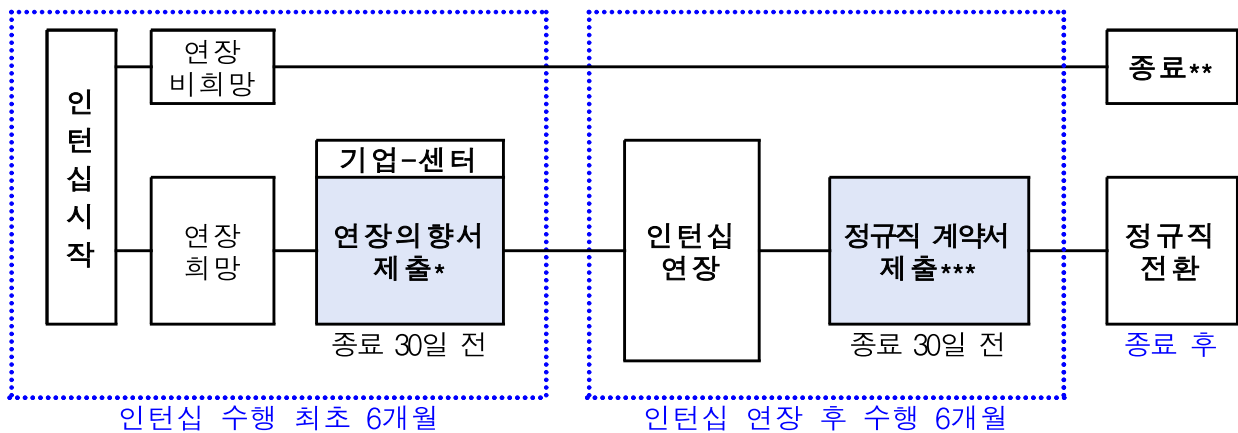 인턴십시작
연장
비희망
종료**
연장
희망
기업-센터
연장의향서
제출*
종료 30일 전
인턴십
연장
정규직 계약서
제출***
종료 30일 전
정규직
전환
종료 후
인턴십 수행 최초 6개월
인턴십 연장 후 수행 6개월